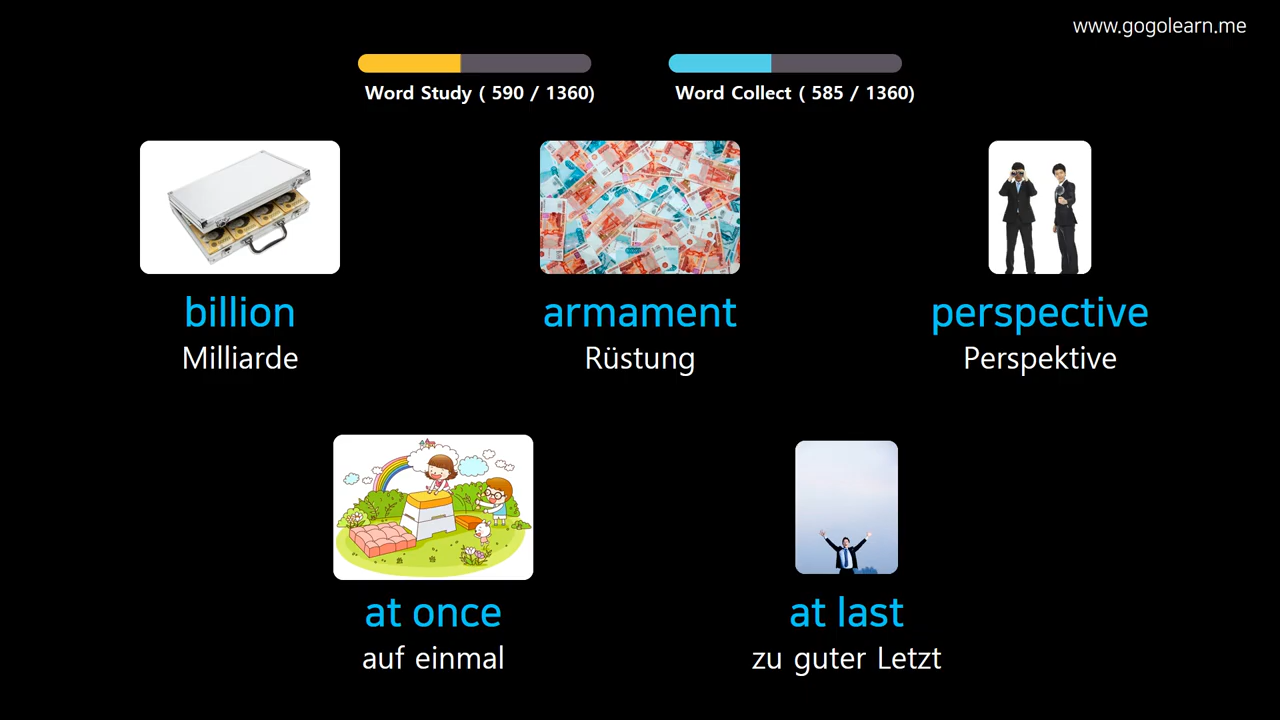 www.gogolearn.me
Word Study ( 590 / 1360)
Word Collect ( 585 / 1360)
billion
Milliarde
armament
Rüstung
perspective
Perspektive
at once
auf einmal
at last
zu guter Letzt